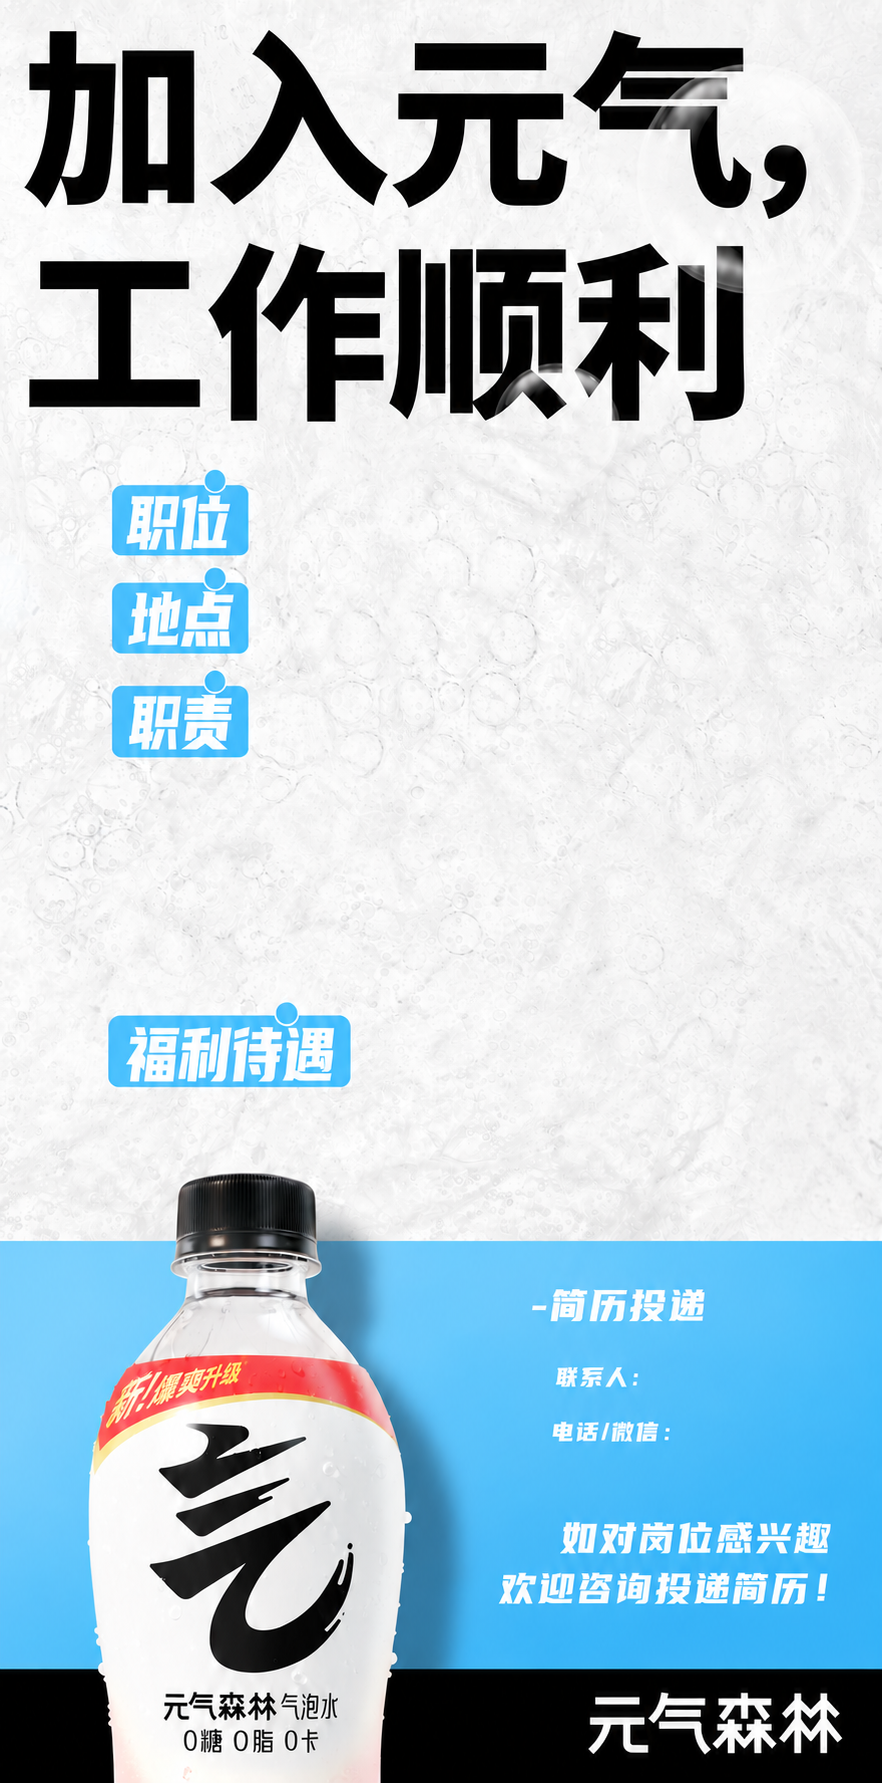 加入元气，
工作顺利
职位
地点
职责
福利待遇
-简历投递
联系人：
电话/微信：
如对岗位感兴趣
欢迎咨询投递简历！
新！爆爽升级
气
元气森林 气泡水
0糖 0脂 0卡
元气森林